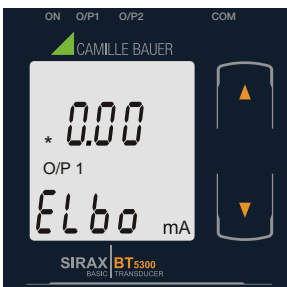 ON O/P1 O/P2 COM
CAMILLE BAUER
* 0.00
O/P 1
ELbo mA
SIRAX BT5300
BASIC TRANSDUCER